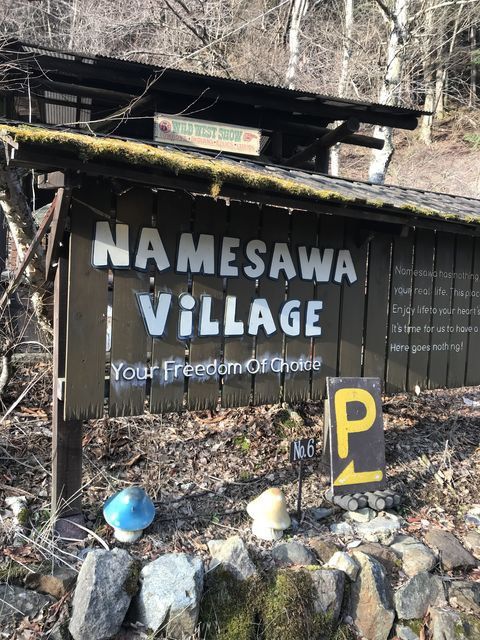 WILD WEST SHOW
NAMESAWA
VILLAGE
Your Freedom Of Choice
Namesawa has nothing
your real life. This plac
Enjoy life to your heart's
It's time for us to have a
Here goes nothing!
No.6
P